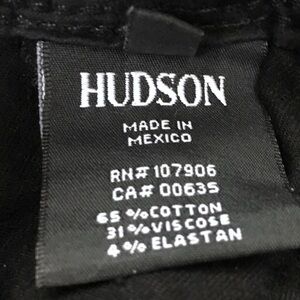 HUDSON
MADE IN
MEXICO
RN# 107906
CA# 00635
65 %COTTON
31 %VISCOSE
4 %ELASTAN